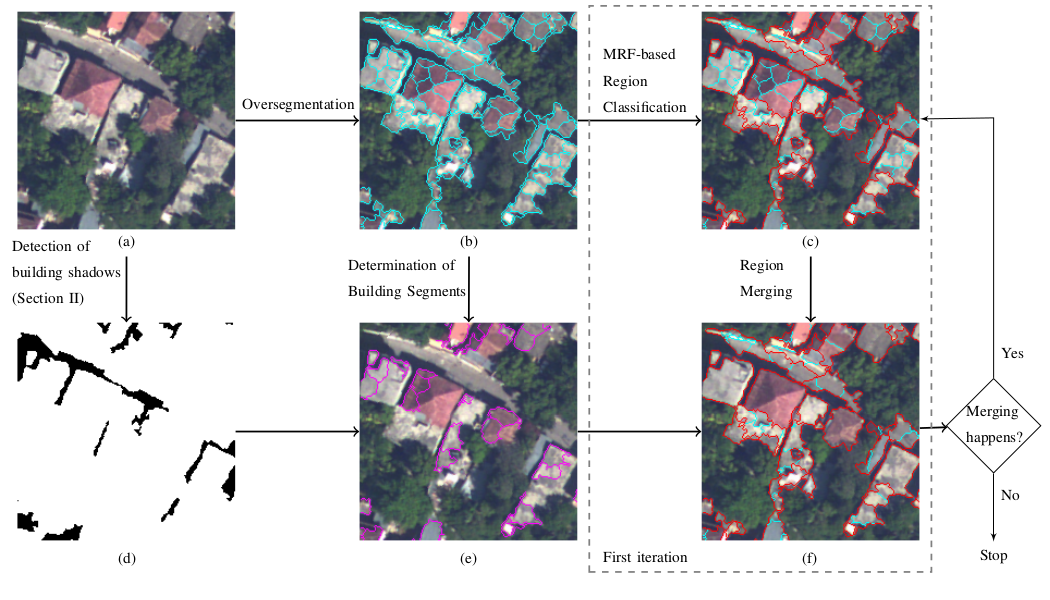 MRF-based
Region
Classification
Oversegmentation
(a)
(b)
(c)
Detection of
building shadows
(Section II)
Determination of
Building Segments
Region
Merging
Yes
Merging
happens?
No
Stop
(d)
(e)
First iteration
(f)